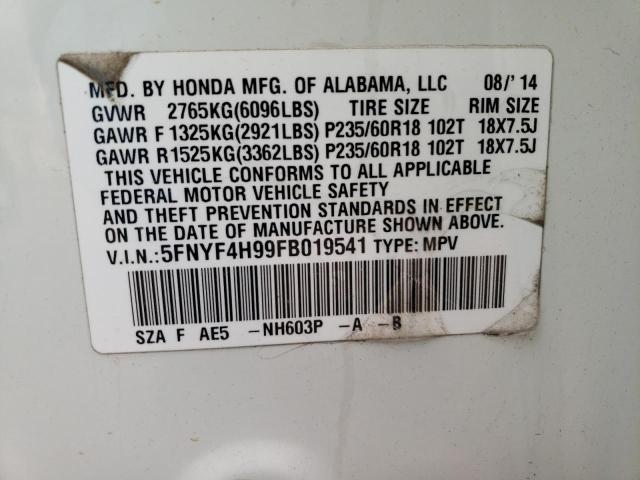 MFD. BY HONDA MFG. OF ALABAMA, LLC 08/'14
GVWR 2765KG(6096LBS) TIRE SIZE RIM SIZE
GAWR F 1325KG(2921LBS) P235/60R18 102T 18X7.5J
GAWR R1525KG(3362LBS) P235/60R18 102T 18X7.5J
THIS VEHICLE CONFORMS TO ALL APPLICABLE
FEDERAL MOTOR VEHICLE SAFETY
AND THEFT PREVENTION STANDARDS IN EFFECT
ON THE DATE OF MANUFACTURE SHOWN ABOVE.
V.I.N.:5FNYF4H99FB019541 TYPE: MPV
SZA F AE5 -NH603P -A -B